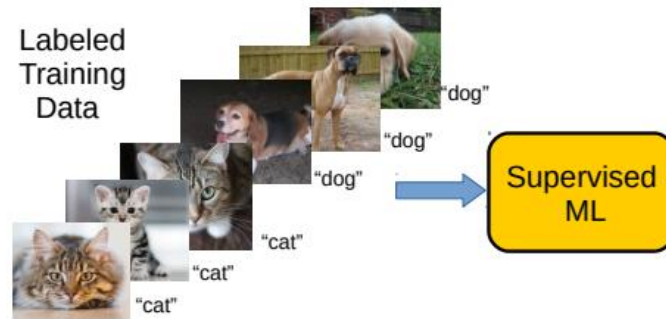 Labeled
Training
Data
“dog”
“dog”
“dog”
“cat”
“cat”
“cat”
Supervised
ML